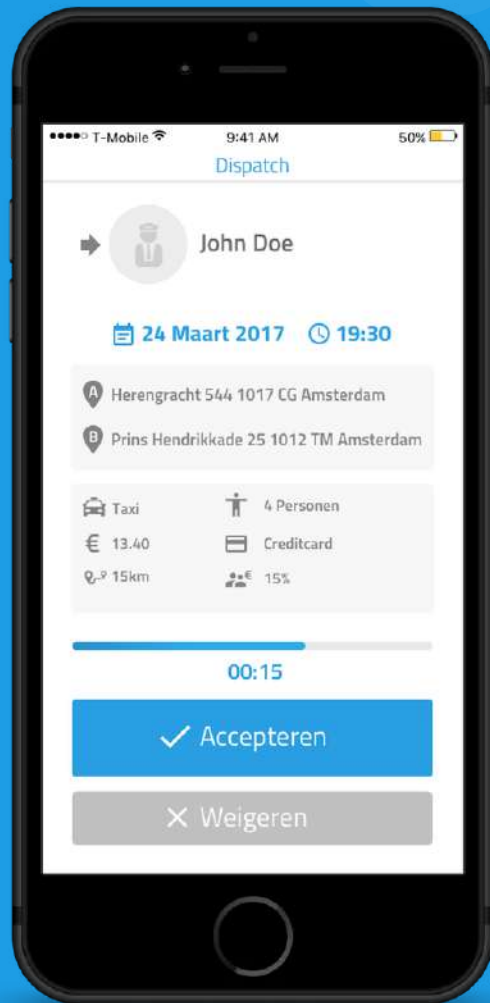 T-Mobile 9:41 AM 50%
Dispatch
John Doe
24 Maart 2017 19:30
A Herengracht 544 1017 CG Amsterdam
B Prins Hendrikkade 25 1012 TM Amsterdam
Taxi 4 Personen
€ 13.40 Creditcard
15km € 15%
00:15
Accepteren
Weigeren